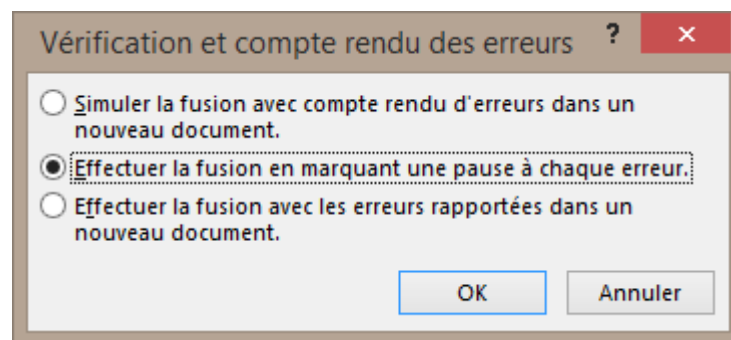 Vérification et compte rendu des erreurs ? ×
Simuler la fusion avec compte rendu d'erreurs dans un
nouveau document.
Effectuer la fusion en marquant une pause à chaque erreur.
Effectuer la fusion avec les erreurs rapportées dans un
nouveau document.
OK Annuler